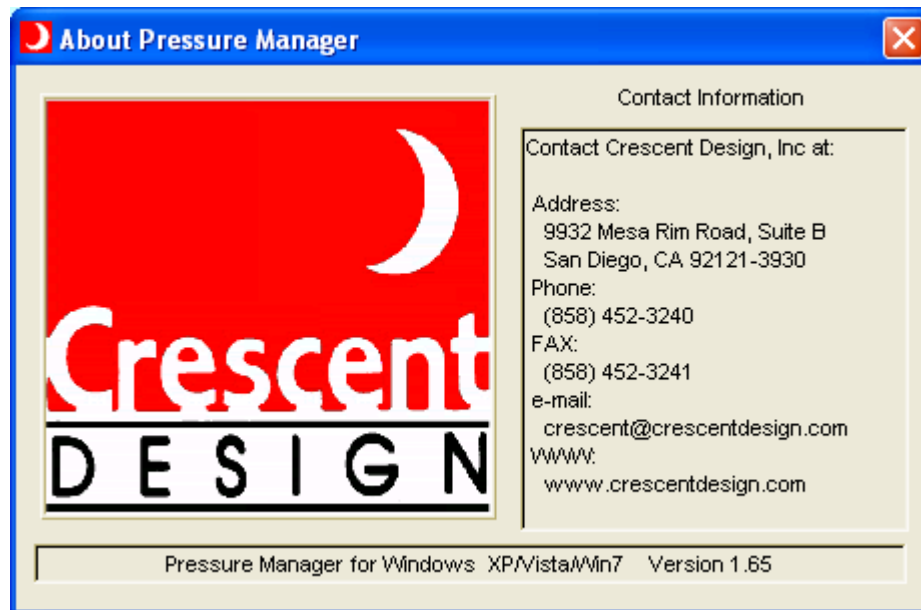 About Pressure Manager
Crescent
DESIGN
Contact Information
Contact Crescent Design, Inc at:
Address:
9932 Mesa Rim Road, Suite B
San Diego, CA 92121-3930
Phone:
(858) 452-3240
FAX:
(858) 452-3241
e-mail:
crescent@crescentdesign.com
WWW:
www.crescentdesign.com
Pressure Manager for Windows XP/Vista/Win7 Version 1.65